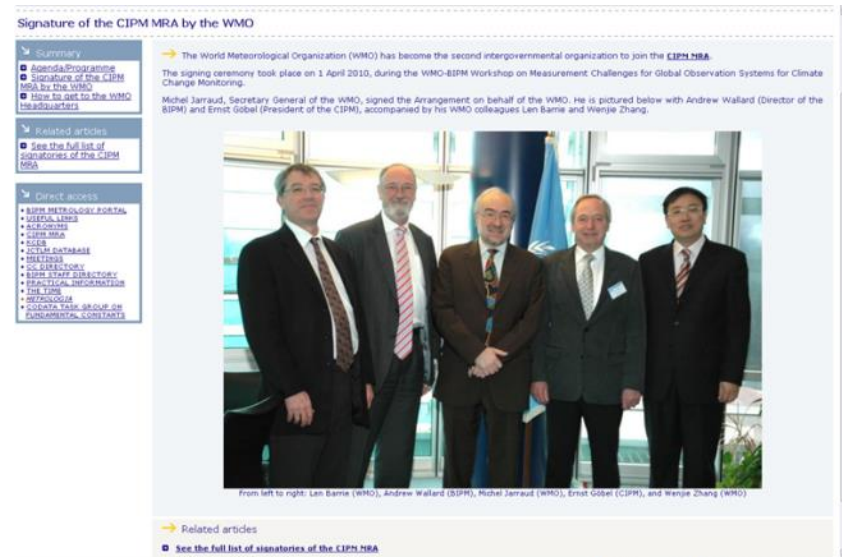 Signature of the CIPM MRA by the WMO
Summary
Agenda/Programme
Signature of the CIPM
MRA by the WMO
How to get to the WMO
Headquarters
Related articles
See the full list of
signatories of the CIPM
MRA
Direct access
BIPM METROLOGY PORTAL
USEFUL LINKS
ACRONYMS
CIPM MRA
KCDB
JCTLM DATABASE
MEETINGS
CC DIRECTORY
BIPM STAFF DIRECTORY
PRACTICAL INFORMATION
THE TIME
METROLOGIA
CODATA TASK GROUP ON
FUNDAMENTAL CONSTANTS
The World Meteorological Organization (WMO) has become the second intergovernmental organization to join the CIPM MRA.
The signing ceremony took place on 1 April 2010, during the WMO-BIPM Workshop on Measurement Challenges for Global Observation Systems for Climate
Change Monitoring.
Michel Jarraud, Secretary General of the WMO, signed the Arrangement on behalf of the WMO. He is pictured below with Andrew Wallard (Director of the
BIPM) and Ernst Göbel (President of the CIPM), accompanied by his WMO colleagues Len Barrie and Wenjie Zhang.
From left to right: Len Barrie (WMO), Andrew Wallard (BIPM), Michel Jarraud (WMO), Ernst Göbel (CIPM), and Wenjie Zhang (WMO)
Related articles
See the full list of signatories of the CIPM MRA